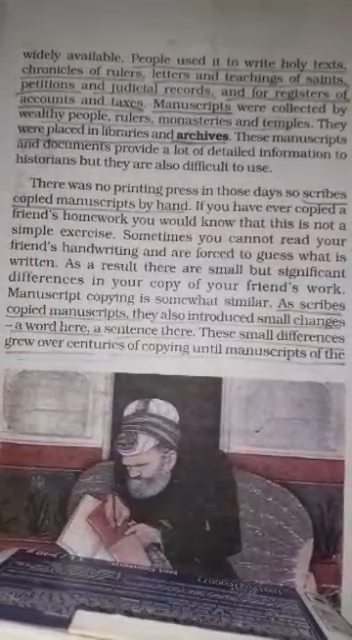 widely available. People used it to write holy texts,
chronicles of rulers, letters and teachings of saints,
petitions and judicial records, and for registers of
accounts and taxes. Manuscripts were collected by
wealthy people, rulers, monasteries and temples. They
were placed in libraries and archives. These manuscripts
and documents provide a lot of detailed information to
historians but they are also difficult to use.
There was no printing press in those days so scribes
copied manuscripts by hand. If you have ever copied a
friend's homework you would know that this is not a
simple exercise. Sometimes you cannot read your
friend's handwriting and are forced to guess what is
written. As a result there are small but significant
differences in your copy of your friend's work.
Manuscript copying is somewhat similar. As scribes
copied manuscripts, they also introduced small changes
– a word here, a sentence there. These small differences
grew over centuries of copying until manuscripts of the